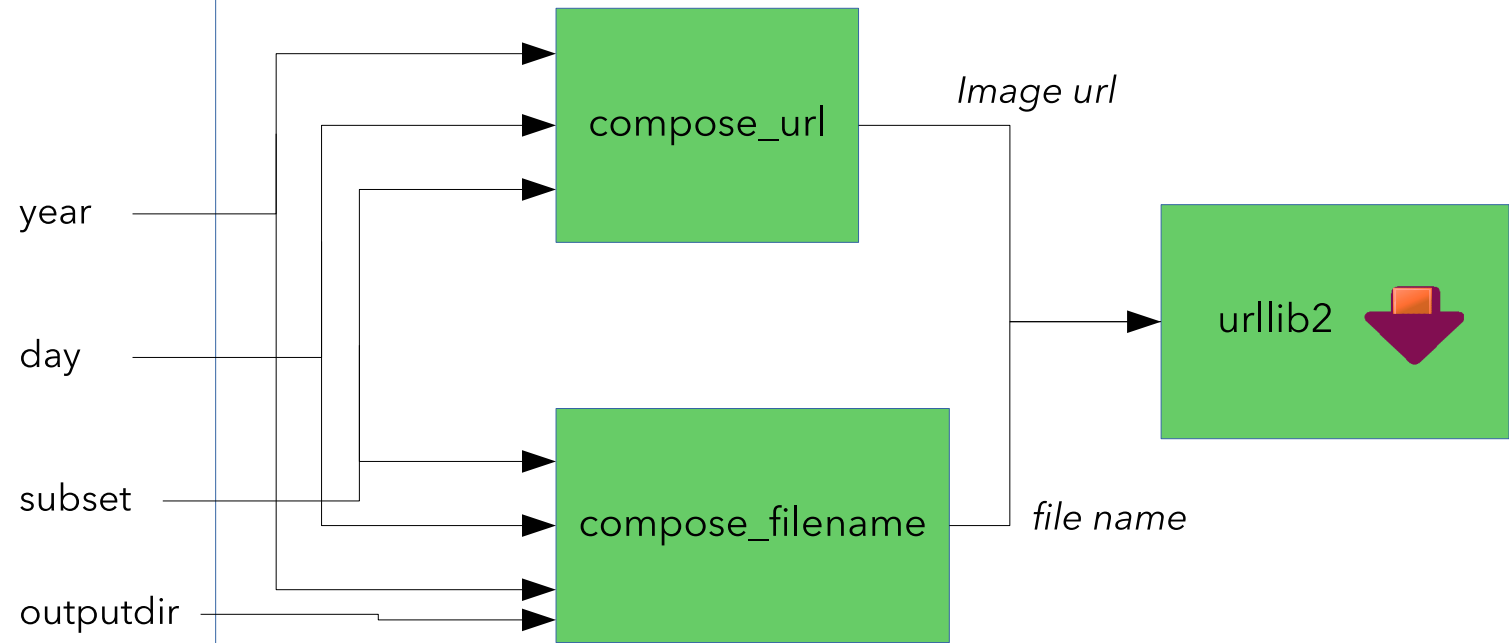 year
day
subset
outputdir
compose_url
compose_filename
Image url
file name
urllib2